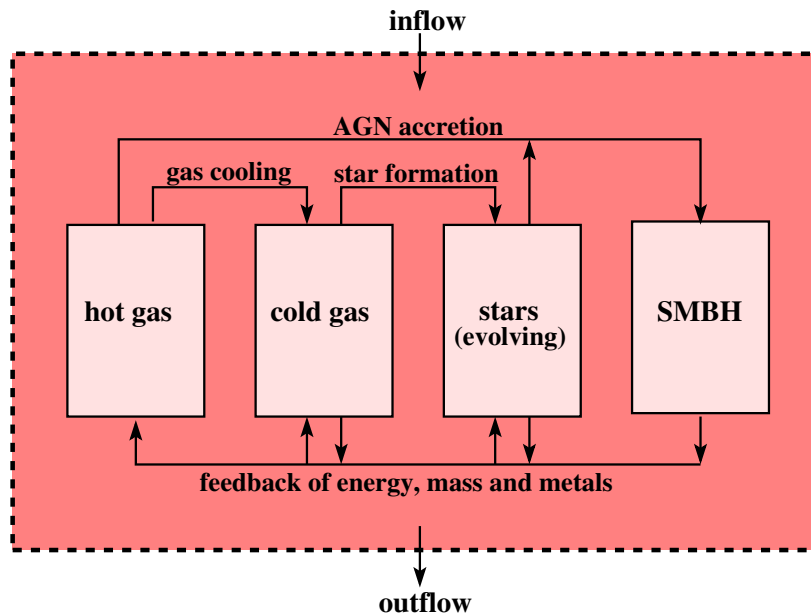 inflow
AGN accretion
gas cooling
star formation
hot gas
cold gas
stars
(evolving)
SMBH
feedback of energy, mass and metals
outflow